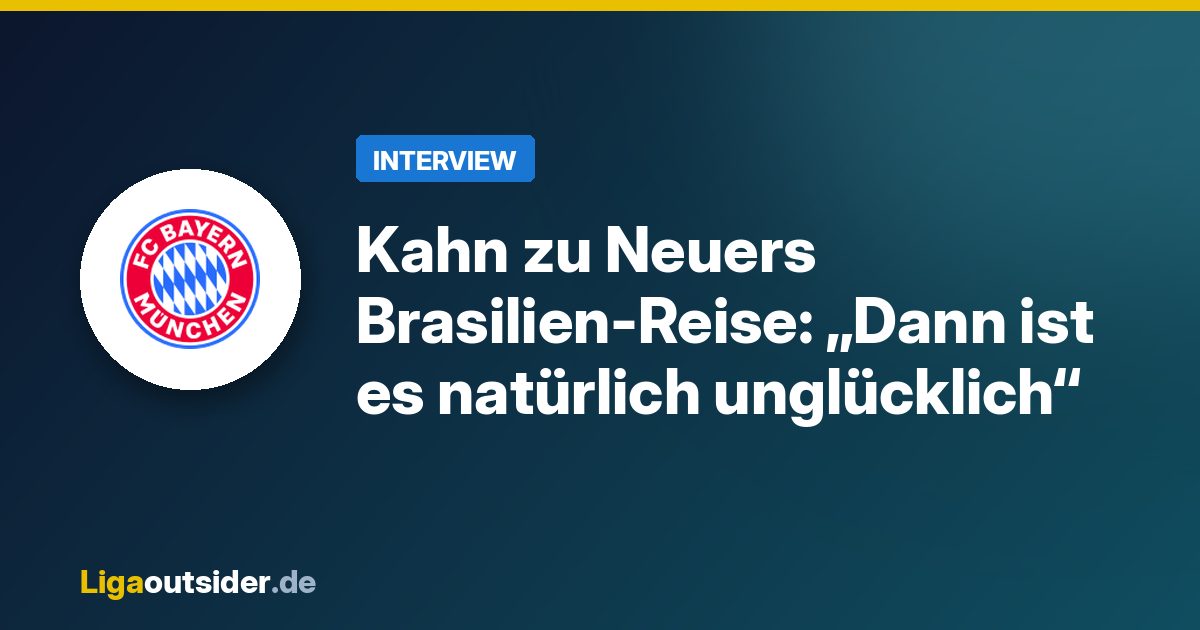 FC BAYERN
MÜNCHEN
INTERVIEW
Kahn zu Neuers
Brasilien-Reise: „Dann ist
es natürlich unglücklich“
Ligaoutsider.de